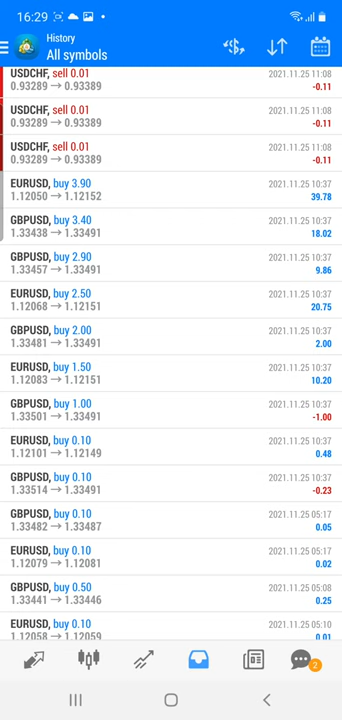 16:29
History
All symbols
USDCHF, sell 0.01 2021.11.25 11:08
0.93289 → 0.93389 -0.11
USDCHF, sell 0.01 2021.11.25 11:08
0.93289 → 0.93389 -0.11
USDCHF, sell 0.01 2021.11.25 11:08
0.93289 → 0.93389 -0.11
EURUSD, buy 3.90 2021.11.25 10:37
1.12050 → 1.12152 39.78
GBPUSD, buy 3.40 2021.11.25 10:37
1.33438 → 1.33491 18.02
GBPUSD, buy 2.90 2021.11.25 10:37
1.33457 → 1.33491 9.86
EURUSD, buy 2.50 2021.11.25 10:37
1.12068 → 1.12151 20.75
GBPUSD, buy 2.00 2021.11.25 10:37
1.33481 → 1.33491 2.00
EURUSD, buy 1.50 2021.11.25 10:37
1.12083 → 1.12151 10.20
GBPUSD, buy 1.00 2021.11.25 10:37
1.33501 → 1.33491 -1.00
EURUSD, buy 0.10 2021.11.25 10:37
1.12101 → 1.12149 0.48
GBPUSD, buy 0.10 2021.11.25 10:37
1.33514 → 1.33491 -0.23
GBPUSD, buy 0.10 2021.11.25 05:17
1.33482 → 1.33487 0.05
EURUSD, buy 0.10 2021.11.25 05:17
1.12079 → 1.12081 0.02
GBPUSD, buy 0.50 2021.11.25 05:08
1.33441 → 1.33446 0.25
EURUSD, buy 0.10 2021.11.25 05:10
1.12058 → 1.12059 0.01
2